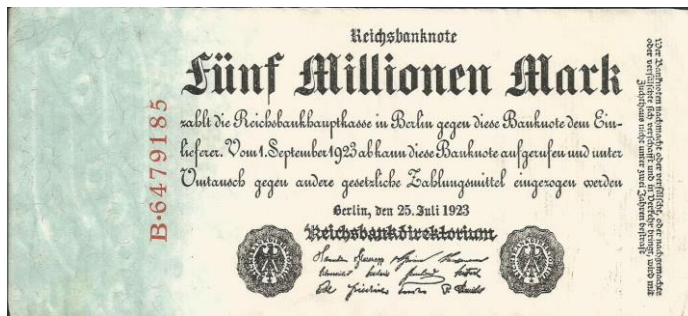 Reichsbanknote
Fünf Millionen Mark
zahlt die Reichsbankhauptkasse in Berlin gegen diese Banknote dem Ein-
lieferer. Vom 1. September 1923 ab kann diese Banknote aufgerufen und unter
Umtausch gegen andere gesetzliche Zahlungsmittel eingezogen werden
Berlin, den 25. Juli 1923
Reichsbankdirektorium
B·6479185
Wer Banknoten nachmacht oder verfälscht, oder nachgemachte
oder verfälschte sich verschafft und in Verkehr bringt, wird mit
Zuchthaus nicht unter zwei Jahren bestraft